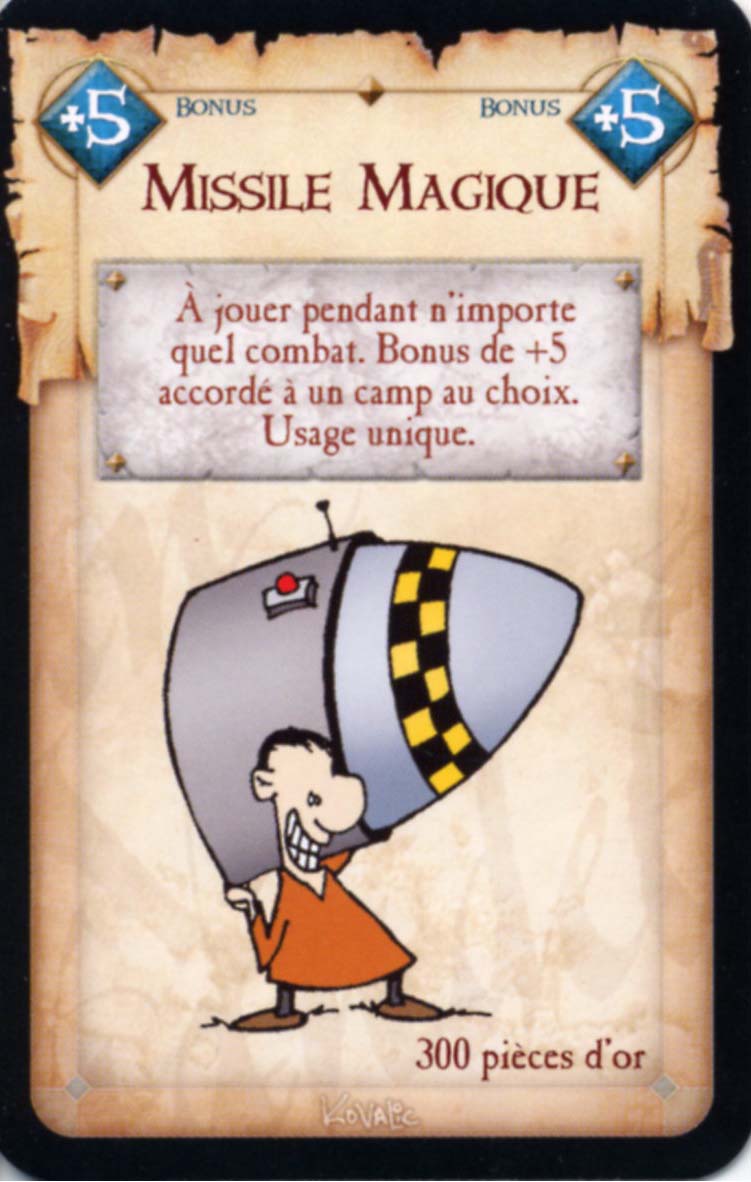 +5 BONUS BONUS +5
MISSILE MAGIQUE
À jouer pendant n'importe
quel combat. Bonus de +5
accordé à un camp au choix.
Usage unique.
300 pièces d'or
KOVALIC